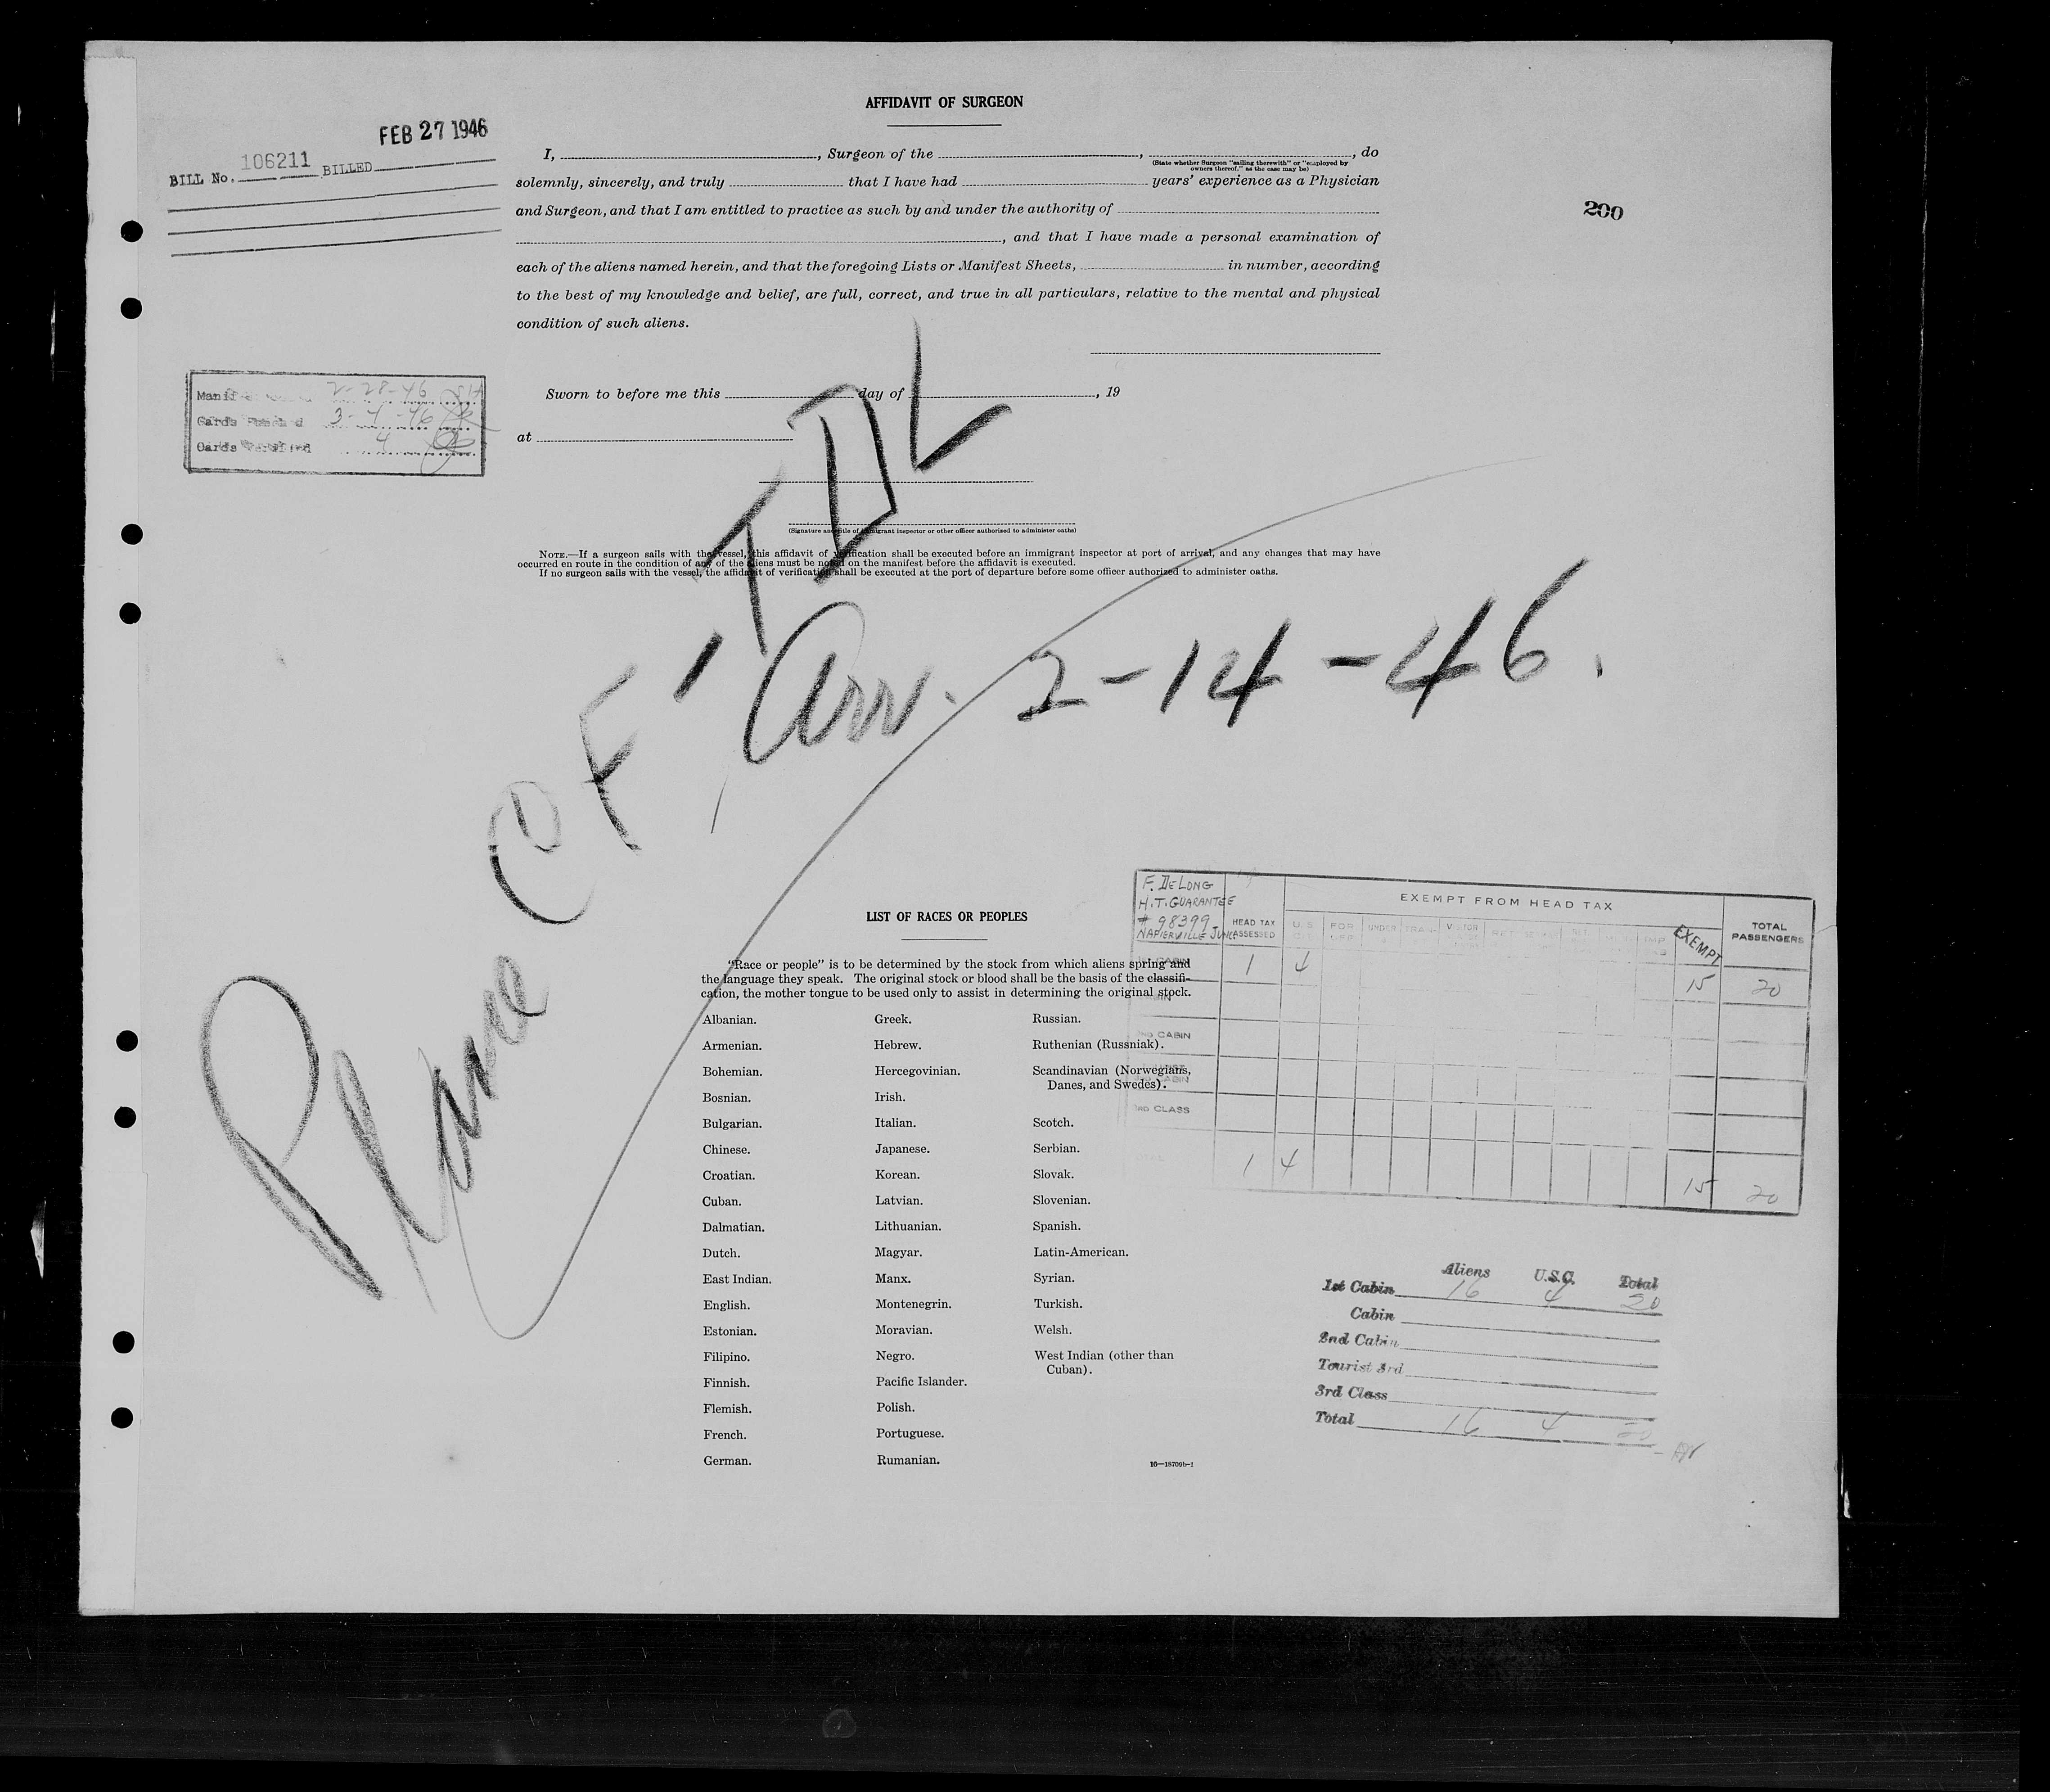 AFFIDAVIT OF SURGEON
FEB 27 1946
BILL No. 106211 BILLED
I, , Surgeon of the , , do
(State whether Surgeon "sailing therewith" or "employed by
owners thereof," as the case may be)
solemnly, sincerely, and truly that I have had years' experience as a Physician
and Surgeon, and that I am entitled to practice as such by and under the authority of
, and that I have made a personal examination of
each of the aliens named herein, and that the foregoing Lists or Manifest Sheets, in number, according
to the best of my knowledge and belief, are full, correct, and true in all particulars, relative to the mental and physical
condition of such aliens.
200
Manif 2-28-46
Cards 3-4-46
Cards 4
Sworn to before me this day of , 19
at
(Signature and title of immigrant inspector or other officer authorized to administer oaths)
NOTE.—If a surgeon sails with the vessel, this affidavit of verification shall be executed before an immigrant inspector at port of arrival, and any changes that may have
occurred en route in the condition of any of the aliens must be noted on the manifest before the affidavit is executed.
If no surgeon sails with the vessel, the affidavit of verification shall be executed at the port of departure before some officer authorized to administer oaths.
Plane CF-TDL
Arr. 2-14-46.
F. DELONG
H.T. GUARANTEE
# 98399
NAPIERVILLE JUNC
HEAD TAX
ASSESSED
EXEMPT FROM HEAD TAX
U.S. FOR UNDER TRAN EXEMPT
TOTAL
PASSENGERS
CABIN 1 4 15 20
2ND CABIN
CABIN
3RD CLASS
1 4 15 20
LIST OF RACES OR PEOPLES
"Race or people" is to be determined by the stock from which aliens spring and
the language they speak. The original stock or blood shall be the basis of the classifi-
cation, the mother tongue to be used only to assist in determining the original stock.
Albanian.
Armenian.
Bohemian.
Bosnian.
Bulgarian.
Chinese.
Croatian.
Cuban.
Dalmatian.
Dutch.
East Indian.
English.
Estonian.
Filipino.
Finnish.
Flemish.
French.
German.
Greek.
Hebrew.
Hercegovinian.
Irish.
Italian.
Japanese.
Korean.
Latvian.
Lithuanian.
Magyar.
Manx.
Montenegrin.
Moravian.
Negro.
Pacific Islander.
Polish.
Portuguese.
Rumanian.
Russian.
Ruthenian (Russniak).
Scandinavian (Norwegians,
Danes, and Swedes).
Scotch.
Serbian.
Slovak.
Slovenian.
Spanish.
Latin-American.
Syrian.
Turkish.
Welsh.
West Indian (other than
Cuban).
10—18709b-1
Aliens U.S.C. Total
1st Cabin 16 4 20
Cabin
2nd Cabin
Tourist 3rd
3rd Class
Total 16 4 20